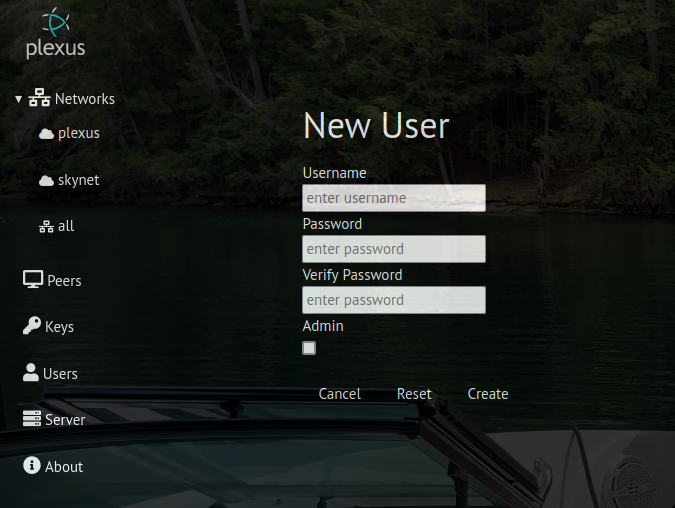 plexus
Networks
plexus
skynet
all
Peers
Keys
Users
Server
About
New User
Username
enter username
Password
enter password
Verify Password
enter password
Admin
Cancel Reset Create